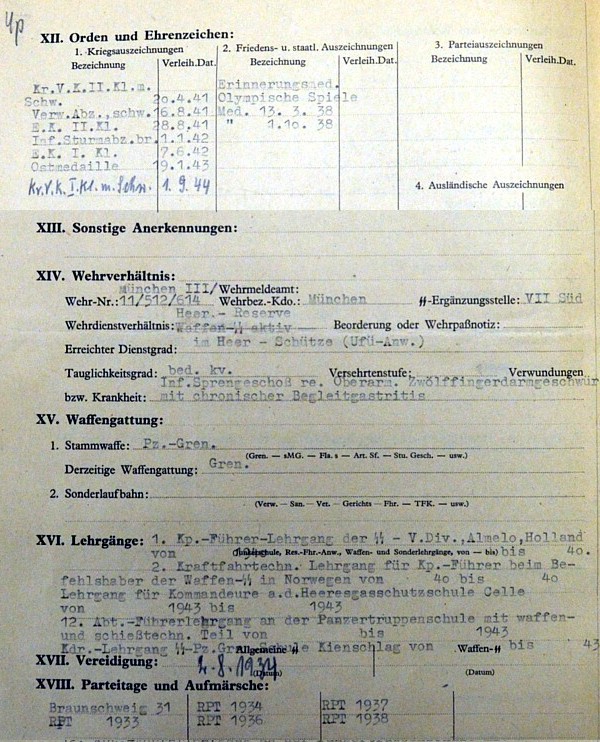 XII. Orden und Ehrenzeichen:
1. Kriegsauszeichnungen
Bezeichnung Verleih.Dat.
2. Friedens- u. staatl. Auszeichnungen
Bezeichnung Verleih.Dat.
3. Parteiauszeichnungen
Bezeichnung Verleih.Dat.
Kr.V.K.II.Kl.m. Erinnerungsmed.
Schw. 20.4.41 Olympische Spiele
Verw.Abz.,schw. 16.8.41 Med. 13. 3. 38
E.K. II.Kl. 28.8.41 " 1.10. 38
Inf.Sturmabz.br. 1.1.42
E.K. I. Kl. 7.6.42
Ostmedaille 19.1.43
Kr.V.K.I.Kl.m.Schw. 1.9.44
4. Ausländische Auszeichnungen
XIII. Sonstige Anerkennungen:
XIV. Wehrverhältnis:
München III/Wehrmeldeamt:
Wehr-Nr.: 11/512/614 Wehrbez.-Kdo.: München ᛋᛋ-Ergänzungsstelle: VII Süd
Heer.- Reserve
Wehrdienstverhältnis: Waffen-ᛋᛋ aktiv Beorderung oder Wehrpaßnotiz:
Erreichter Dienstgrad: im Heer - Schütze (Ufü-Anw.)
Tauglichkeitsgrad: bed. kv. Versehrtenstufe: Verwundungen
Inf.Sprengeschoß re. Oberarm. Zwölffingerdarmgeschwür
bzw. Krankheit: mit chronischer Begleitgastritis
XV. Waffengattung:
1. Stammwaffe: Pz.-Gren.
(Gren. — sMG. — Fla. s — Art. Sf. — Stu. Gesch. — usw.)
Derzeitige Waffengattung: Gren.
2. Sonderlaufbahn:
(Verw. — San. — Vet. — Gerichts — Fhr. — TFK. — usw.)
XVI. Lehrgänge: 1. Kp.-Führer-Lehrgang der ᛋᛋ - V.Div.,Almelo,Holland
von (Junkerschule, Res.-Fhr.-Anw., Waffen- und Sonderlehrgänge, von — bis) bis 40.
2. Kraftfahrtechn. Lehrgang für Kp.-Führer beim Be-
fehlshaber der Waffen-ᛋᛋ in Norwegen von 40 bis 40
Lehrgang für Kommandeure a.d.Heeresgasschutzschule Celle
von 1943 bis 1943
12. Abt.-Führerlehrgang an der Panzertruppenschule mit waffen-
und schießtechn. Teil von bis 1943
Kdr.-Lehrgang ᛋᛋ-Pz.Gren.Schule Kienschlag von bis 43
Allgemeine ᛋᛋ Waffen-ᛋᛋ
XVII. Vereidigung: 2.8.1934
(Datum) (Datum)
XVIII. Parteitage und Aufmärsche:
Braunschweig 31 RPT 1934 RPT 1937
RPT 1933 RPT 1936 RPT 1938